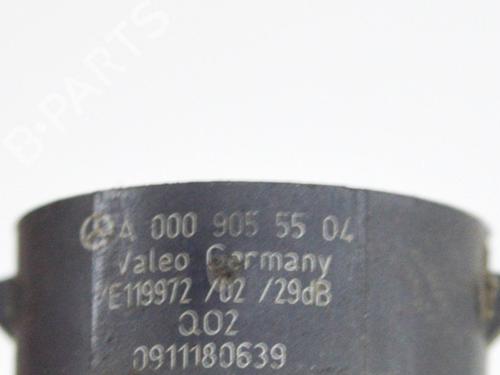 B-PARTS
A 000 905 55 04
Valeo Germany
/E119972 /02 /29dB
Q02
0911180639